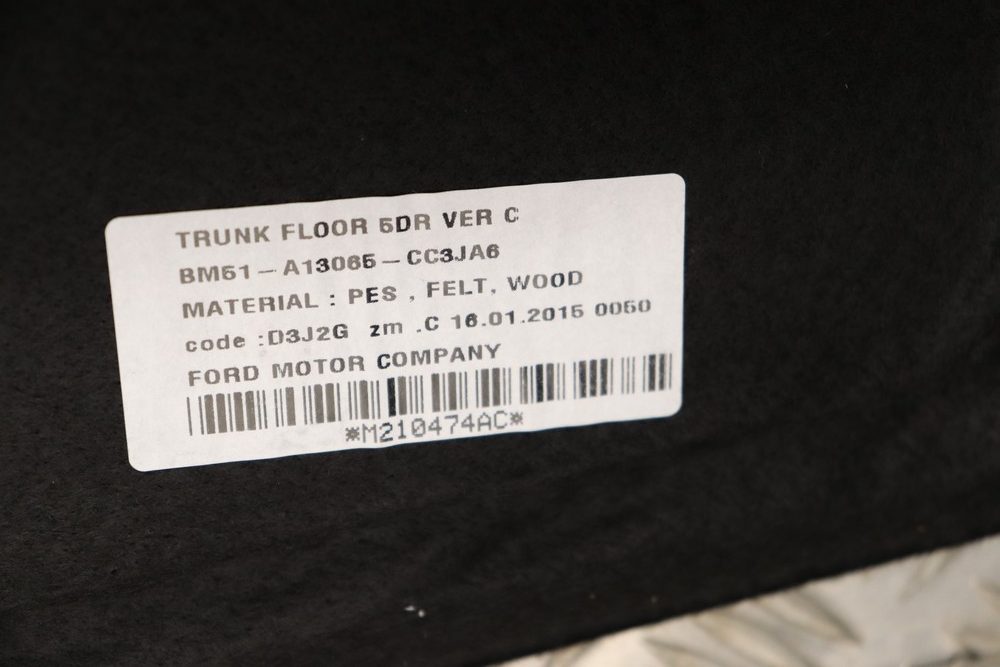 TRUNK FLOOR 5DR VER C
BM51-A13065-CC3JA6
MATERIAL : PES , FELT, WOOD
code :D3J2G zm .C 16.01.2015 0050
FORD MOTOR COMPANY
*M210474AC*